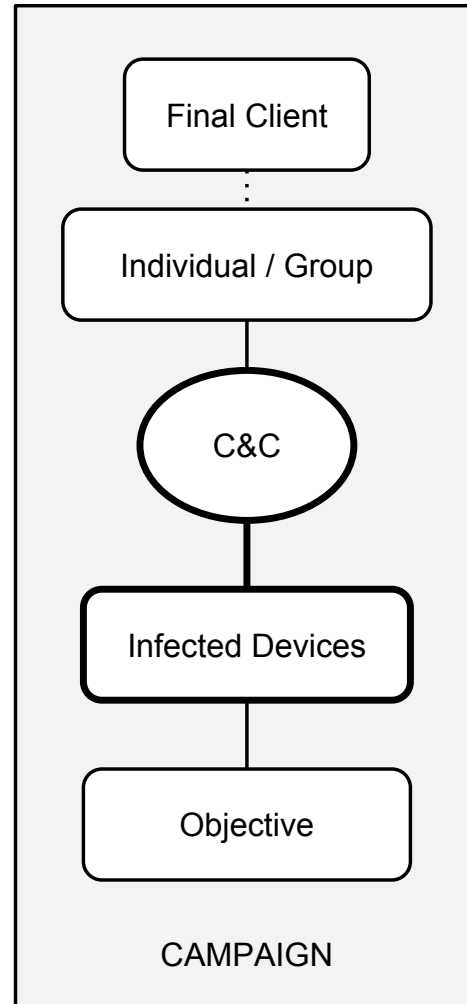 Final Client
Individual / Group
C&C
Infected Devices
Objective
CAMPAIGN